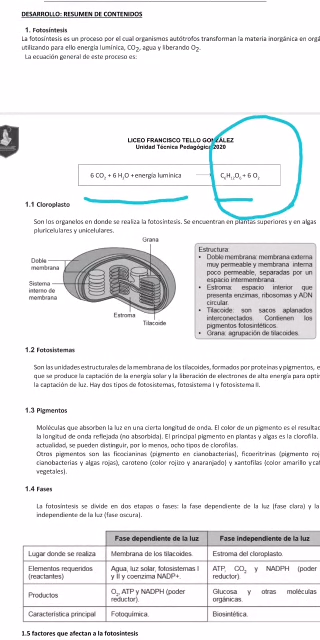 DESARROLLO: RESUMEN DE CONTENIDOS
1. Fotosíntesis
La fotosíntesis es un proceso por el cual organismos autótrofos transforman la materia inorgánica en orgá
utilizando para ello energía lumínica, CO2, agua y liberando O2.
La ecuación general de este proceso es:
LICEO FRANCISCO TELLO GONZÁLEZ
Unidad Técnica Pedagógica 2020
6 CO2 + 6 H2O + energía lumínica → C6H12O6 + 6 O2
1.1 Cloroplasto
Son los organelos en donde se realiza la fotosíntesis. Se encuentran en plantas superiores y en algas
pluricelulares y unicelulares.
Grana
Doble
membrana
Sistema
interno de
membrana
Estroma
Tilacoide
Estructura:
• Doble membrana: membrana externa
muy permeable y membrana interna
poco permeable, separadas por un
espacio intermembrana.
• Estroma: espacio interior que
presenta enzimas, ribosomas y ADN
circular.
• Tilacoide: son sacos aplanados
interconectados. Contienen los
pigmentos fotosintéticos.
• Grana: agrupación de tilacoides.
1.2 Fotosistemas
Son las unidades estructurales de la membrana de los tilacoides, formados por proteínas y pigmentos, e
que se produce la captación de la energía solar y la liberación de electrones de alta energía para optim
la captación de luz. Hay dos tipos de fotosistemas, fotosistema I y fotosistema II.
1.3 Pigmentos
Moléculas que absorben la luz en cierta longitud de onda. El color de un pigmento es el resultad
la longitud de onda reflejada (no absorbida). El principal pigmento en plantas y algas es la clorofila.
actualidad, se pueden distinguir, por lo menos, ocho tipos de clorofilas.
Otros pigmentos son las ficocianinas (pigmento en cianobacterias), ficoeritrinas (pigmento roj
cianobacterias y algas rojas), caroteno (color rojizo y anaranjado) y xantofilas (color amarillo y caf
vegetales).
1.4 Fases
La fotosíntesis se divide en dos etapas o fases: la fase dependiente de la luz (fase clara) y la
independiente de la luz (fase oscura).
Fase dependiente de la luz Fase independiente de la luz
Lugar donde se realiza Membrana de los tilacoides. Estroma del cloroplasto.
Elementos requeridos (reactantes) Agua, luz solar, fotosistemas I y II y coenzima NADP+. ATP, CO2 y NADPH (poder reductor).
Productos O2, ATP y NADPH (poder reductor). Glucosa y otras moléculas orgánicas.
Característica principal Fotoquímica. Biosintética.
1.5 factores que afectan a la fotosíntesis